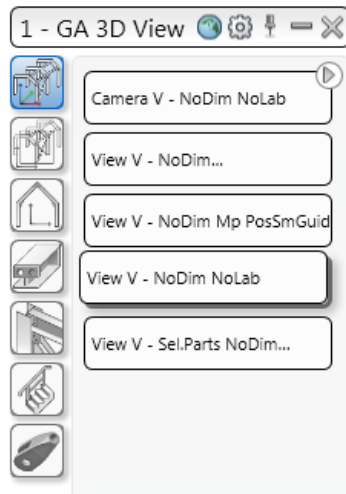 1 - GA 3D View
Camera V - NoDim NoLab
View V - NoDim...
View V - NoDim Mp PosSmGuid
View V - NoDim NoLab
View V - Sel.Parts NoDim...